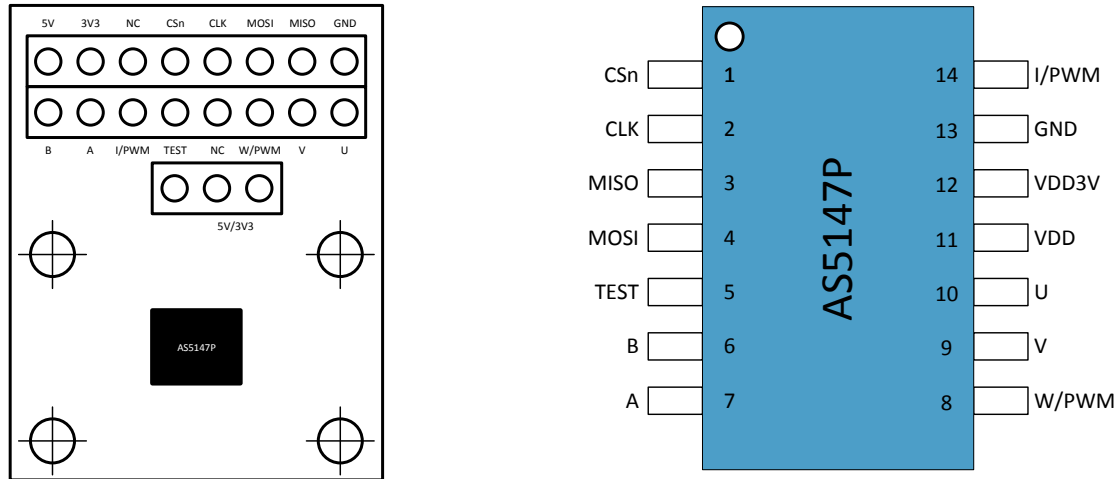 5V 3V3 NC CSn CLK MOSI MISO GND
B A I/PWM TEST NC W/PWM V U
5V/3V3
AS5147P
CSn 1 14 I/PWM
CLK 2 13 GND
MISO 3 12 VDD3V
MOSI 4 11 VDD
TEST 5 10 U
B 6 9 V
A 7 8 W/PWM
AS5147P